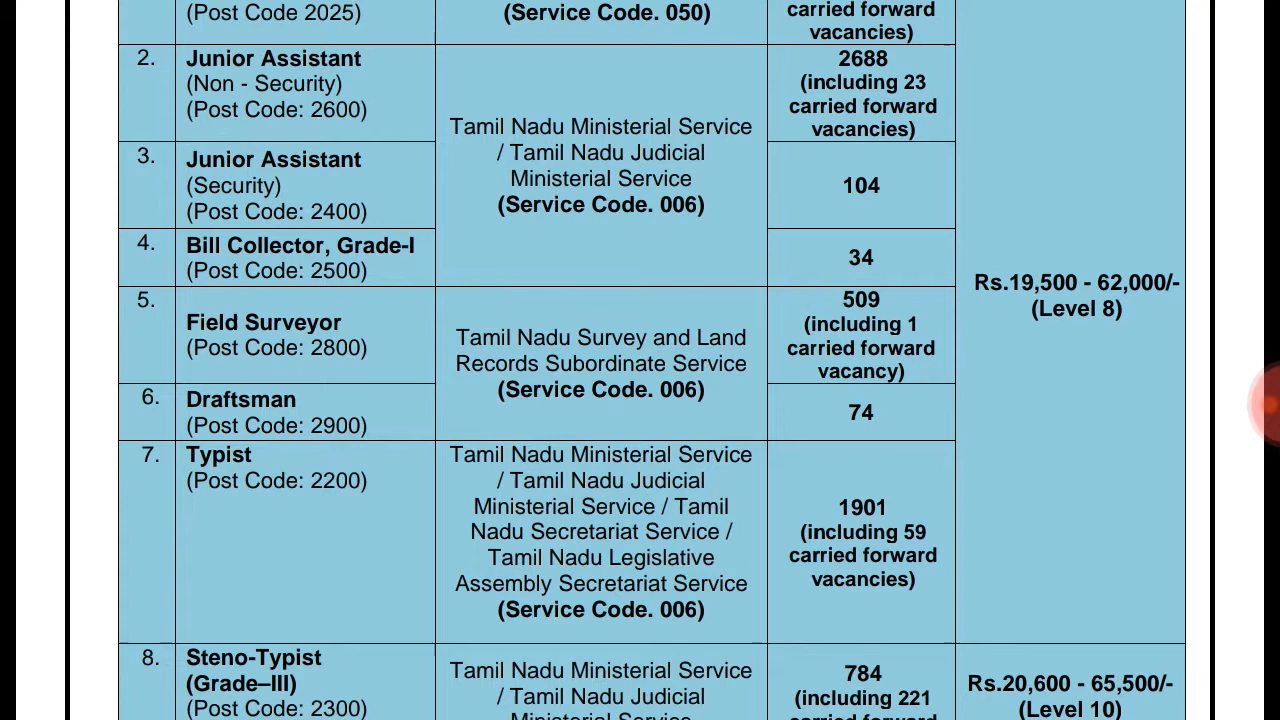 (Post Code 2025)
(Service Code. 050)
carried forward
vacancies)
2.
Junior Assistant
(Non - Security)
(Post Code: 2600)
Tamil Nadu Ministerial Service
/ Tamil Nadu Judicial
Ministerial Service
(Service Code. 006)
2688
(including 23
carried forward
vacancies)
Rs.19,500 - 62,000/-
(Level 8)
3.
Junior Assistant
(Security)
(Post Code: 2400)
104
4.
Bill Collector, Grade-I
(Post Code: 2500)
34
5.
Field Surveyor
(Post Code: 2800)
Tamil Nadu Survey and Land
Records Subordinate Service
(Service Code. 006)
509
(including 1
carried forward
vacancy)
6.
Draftsman
(Post Code: 2900)
74
7.
Typist
(Post Code: 2200)
Tamil Nadu Ministerial Service
/ Tamil Nadu Judicial
Ministerial Service / Tamil
Nadu Secretariat Service /
Tamil Nadu Legislative
Assembly Secretariat Service
(Service Code. 006)
1901
(including 59
carried forward
vacancies)
8.
Steno-Typist
(Grade–III)
(Post Code: 2300)
Tamil Nadu Ministerial Service
/ Tamil Nadu Judicial
Ministerial Service
784
(including 221
carried forward
Rs.20,600 - 65,500/-
(Level 10)